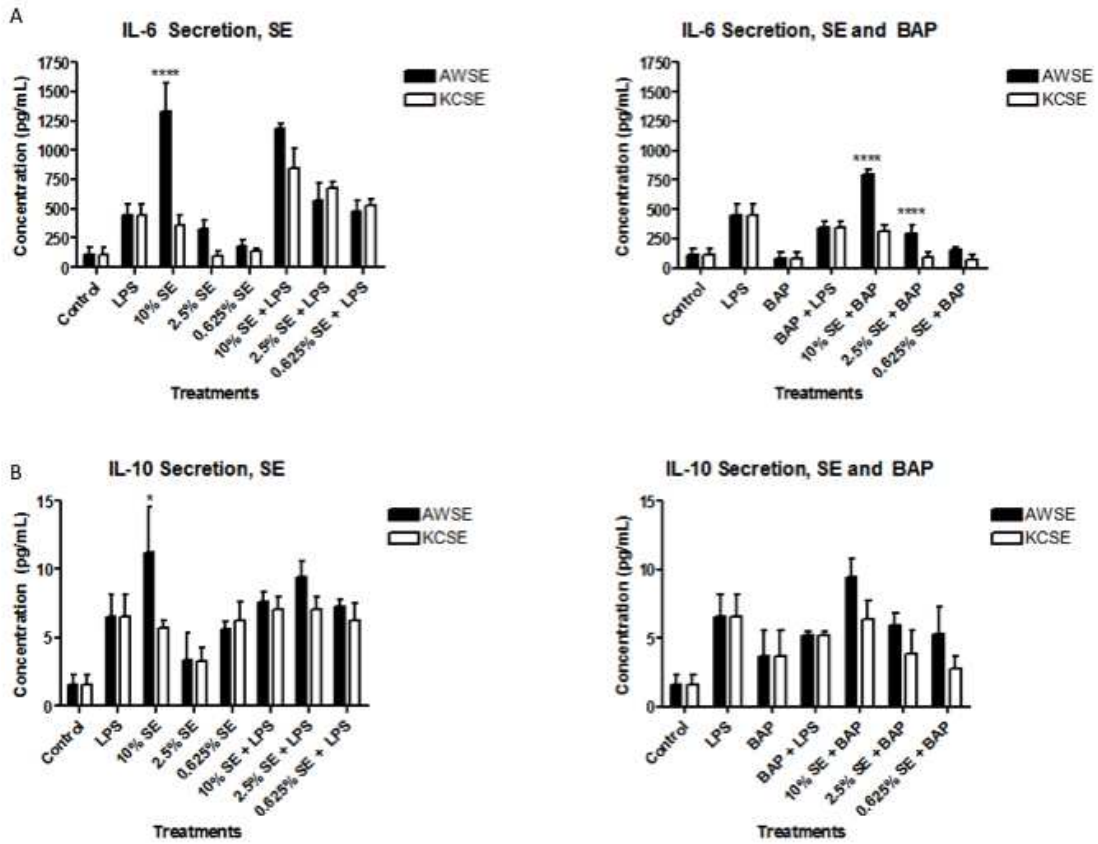 A
IL-6 Secretion, SE
Concentration (pg/mL)
1750
1500
1250
1000
750
500
250
0
****
AWSE
KCSE
Control
LPS
10% SE
2.5% SE
0.625% SE
10% SE + LPS
2.5% SE + LPS
0.625% SE + LPS
Treatments
IL-6 Secretion, SE and BAP
Concentration (pg/mL)
1750
1500
1250
1000
750
500
250
0
****
****
AWSE
KCSE
Control
LPS
BAP
BAP + LPS
10% SE + BAP
2.5% SE + BAP
0.625% SE + BAP
Treatments
B
IL-10 Secretion, SE
Concentration (pg/mL)
15
10
5
0
*
AWSE
KCSE
Control
LPS
10% SE
2.5% SE
0.625% SE
10% SE + LPS
2.5% SE + LPS
0.625% SE + LPS
Treatments
IL-10 Secretion, SE and BAP
Concentration (pg/mL)
15
10
5
0
AWSE
KCSE
Control
LPS
BAP
BAP + LPS
10% SE + BAP
2.5% SE + BAP
0.625% SE + BAP
Treatments